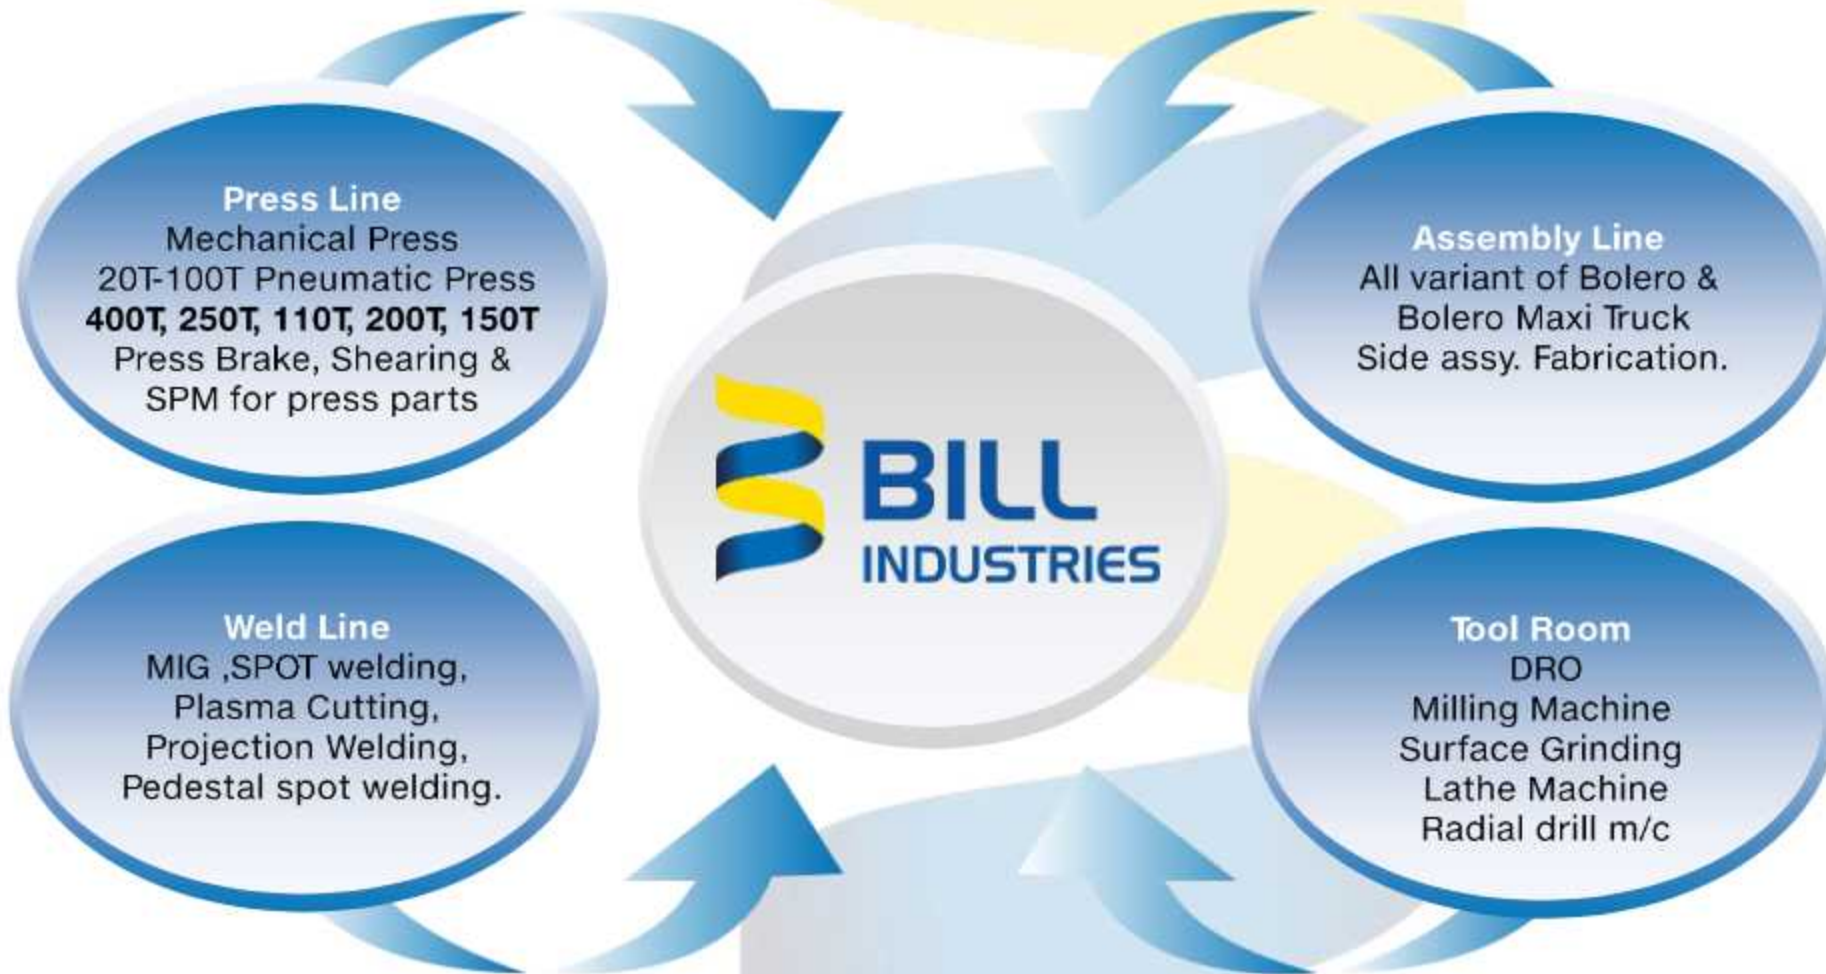 Press Line
Mechanical Press
20T-100T Pneumatic Press
400T, 250T, 110T, 200T, 150T
Press Brake, Shearing &
SPM for press parts
Assembly Line
All variant of Bolero &
Bolero Maxi Truck
Side assy. Fabrication.
BILL
INDUSTRIES
Weld Line
MIG ,SPOT welding,
Plasma Cutting,
Projection Welding,
Pedestal spot welding.
Tool Room
DRO
Milling Machine
Surface Grinding
Lathe Machine
Radial drill m/c